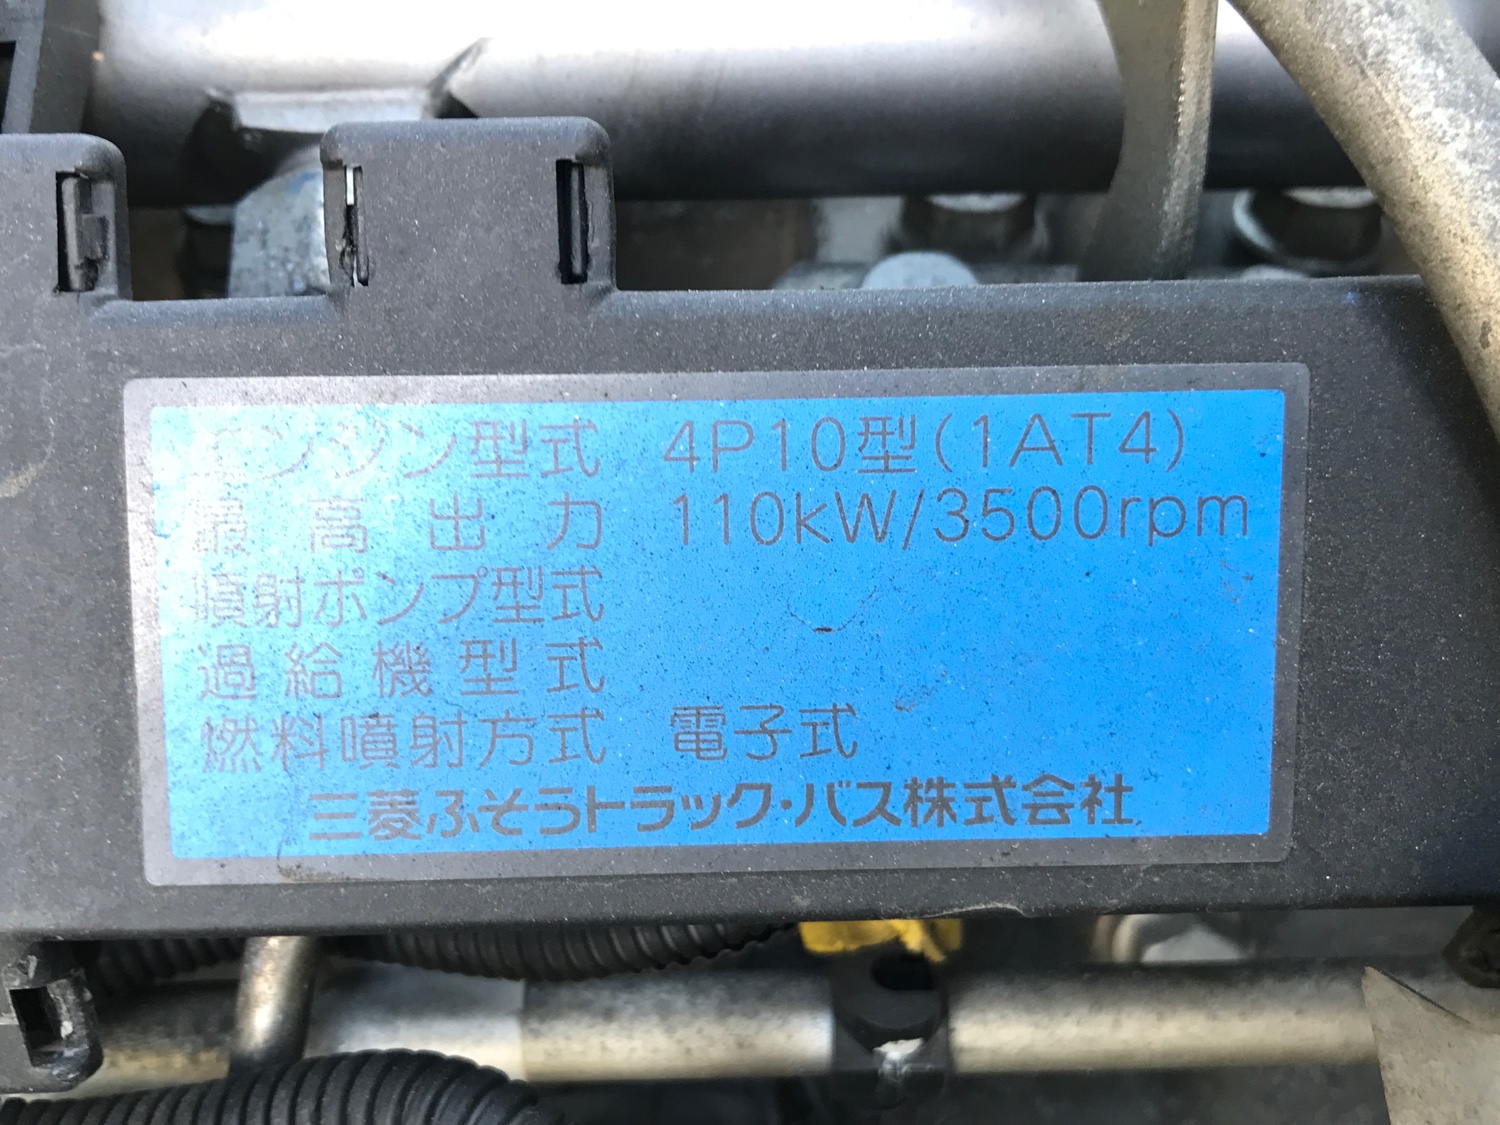 エンジン型式 4P10型(1AT4)
最高出力 110kW/3500rpm
噴射ポンプ型式
過給機型式
燃料噴射方式 電子式
三菱ふそうトラック・バス株式会社